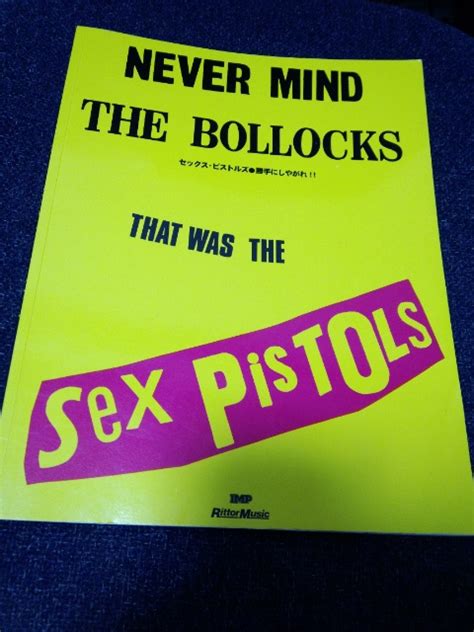 NEVER MIND
THE BOLLOCKS
セックス・ピストルズ●勝手にしやがれ!!
THAT WAS THE
Sex PisTOLs
IMP
RittorMusic